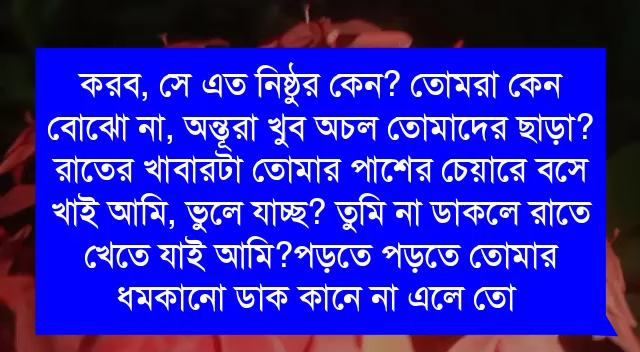 করব, সে এত নিষ্ঠুর কেন? তোমরা কেন
বোঝো না, অন্তূরা খুব অচল তোমাদের ছাড়া?
রাতের খাবারটা তোমার পাশের চেয়ারে বসে
খাই আমি, ভুলে যাচ্ছ? তুমি না ডাকলে রাতে
খেতে যাই আমি?পড়তে পড়তে তোমার
ধমকানো ডাক কানে না এলে তো